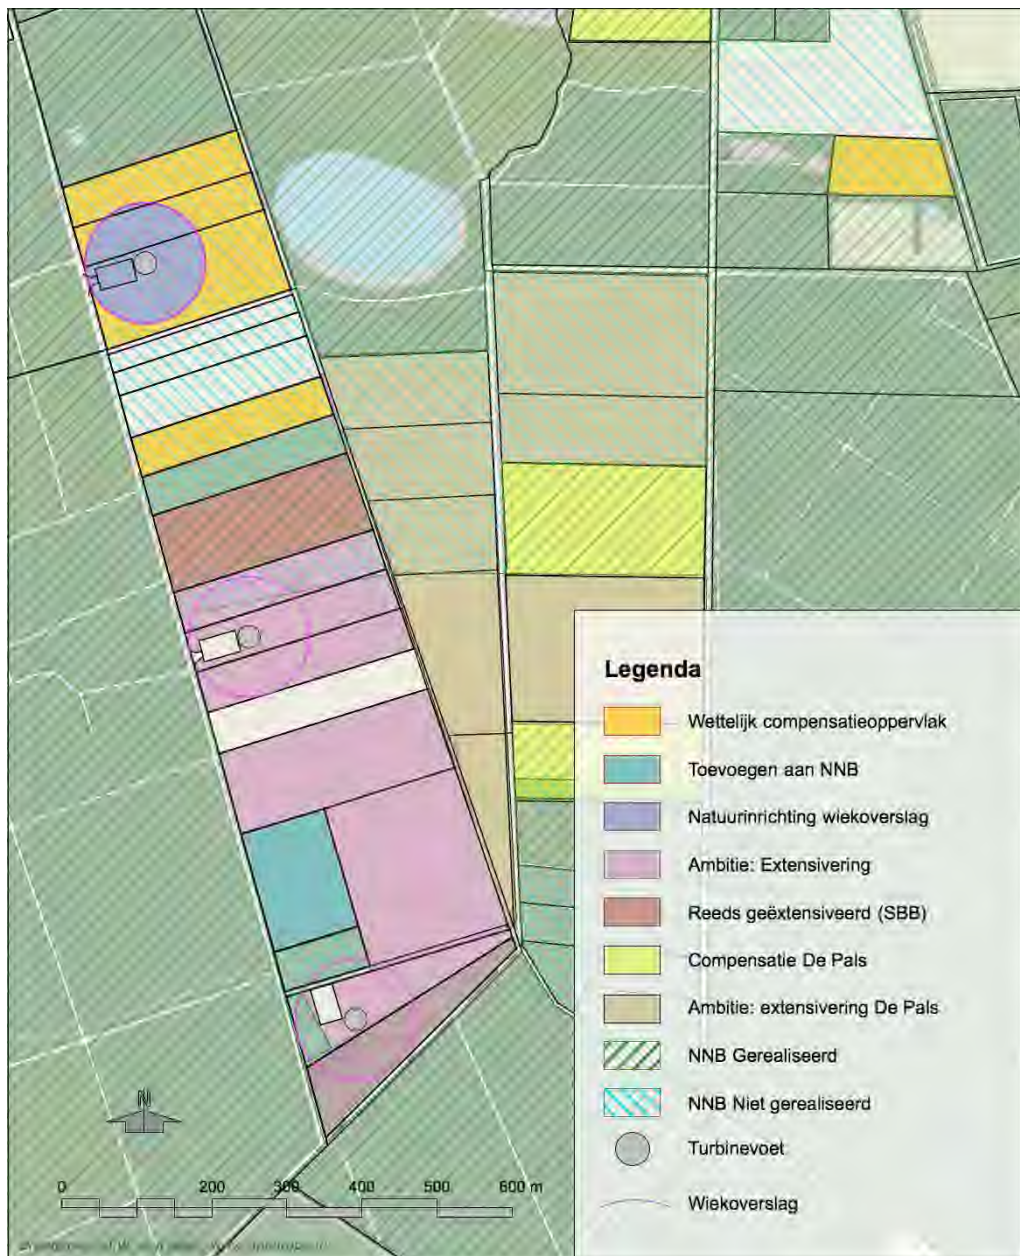 Legenda
Wettelijk compensatieoppervlak
Toevoegen aan NNB
Natuurinrichting wiekoverslag
Ambitie: Extensivering
Reeds geëxtensiveerd (SBB)
Compensatie De Pals
Ambitie: extensivering De Pals
NNB Gerealiseerd
NNB Niet gerealiseerd
Turbinevoet
Wiekoverslag
N
0 200 300 400 500 600 m